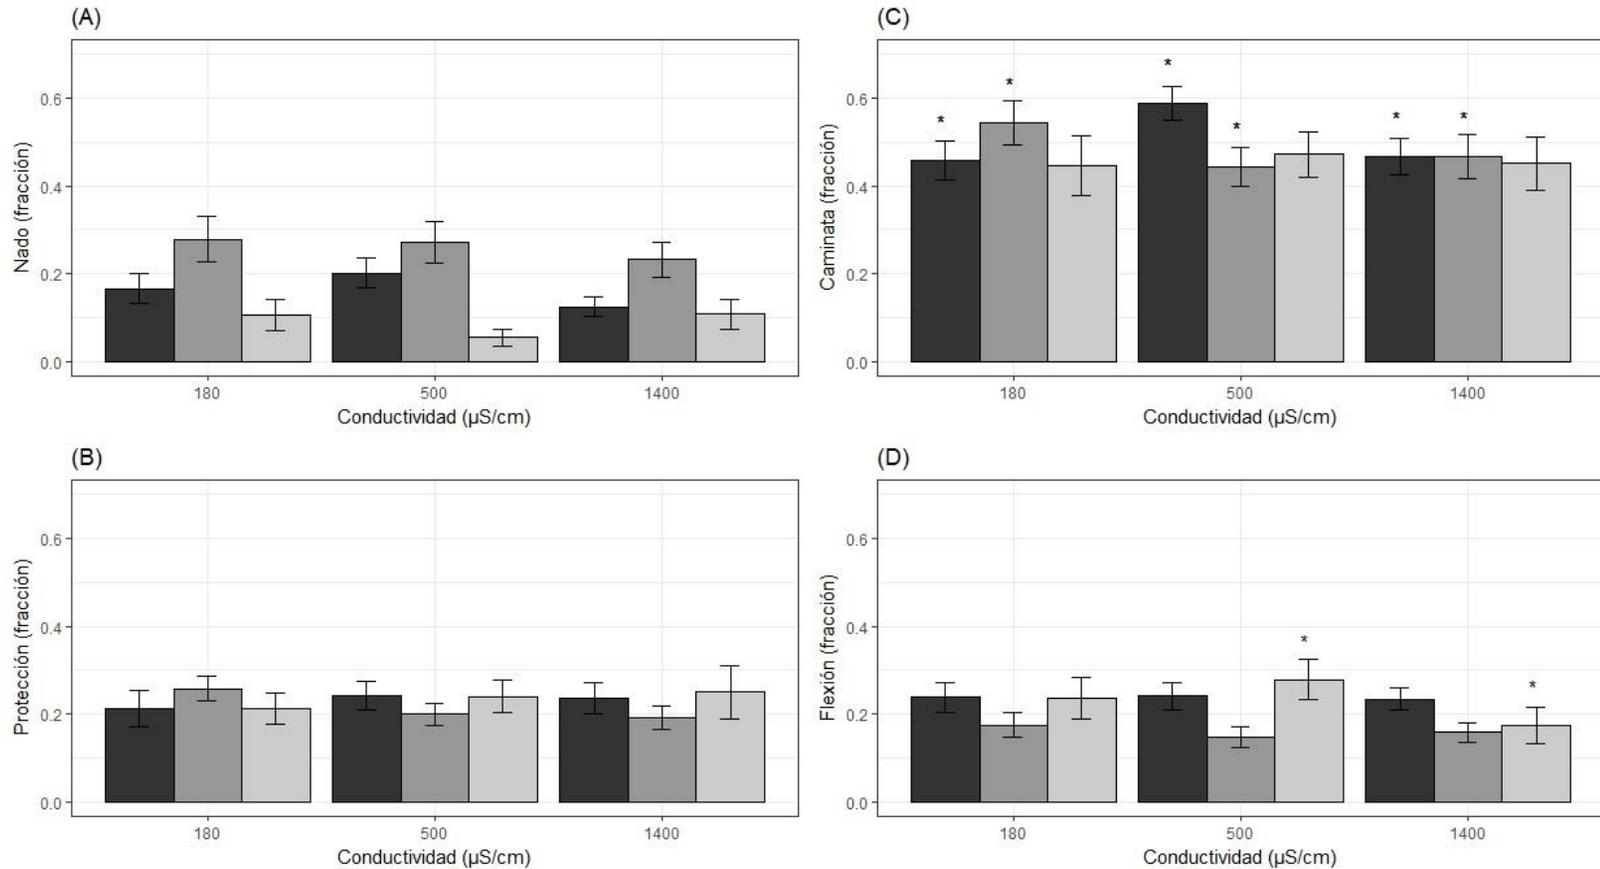 (A)
Nado (fracción)
0.6
0.4
0.2
0.0
180 500 1400
Conductividad (µS/cm)
(C)
Caminata (fracción)
0.6
0.4
0.2
0.0
* * * * * *
180 500 1400
Conductividad (µS/cm)
(B)
Protección (fracción)
0.6
0.4
0.2
0.0
180 500 1400
Conductividad (µS/cm)
(D)
Flexión (fracción)
0.6
0.4
0.2
0.0
* *
180 500 1400
Conductividad (µS/cm)